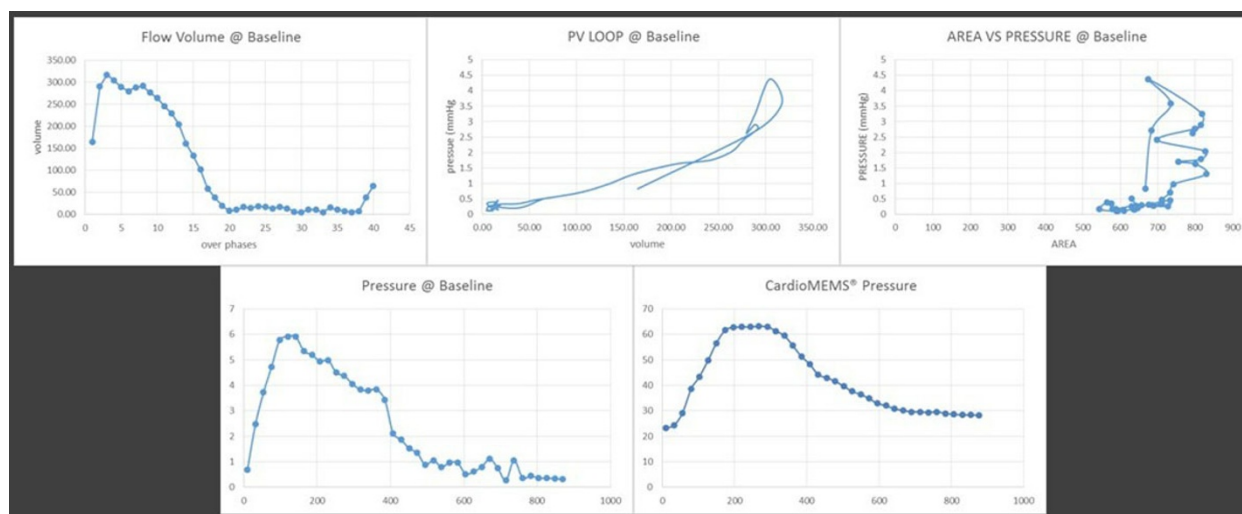 Flow Volume @ Baseline
350.00
300.00
250.00
200.00
150.00
100.00
50.00
0.00
volume
0 5 10 15 20 25 30 35 40 45
over phases
PV LOOP @ Baseline
5
4.5
4
3.5
3
2.5
2
1.5
1
0.5
0
pressue (mmHg)
0.00 50.00 100.00 150.00 200.00 250.00 300.00 350.00
volume
AREA VS PRESSURE @ Baseline
5
4.5
4
3.5
3
2.5
2
1.5
1
0.5
0
PRESSURE (mmHg)
0 100 200 300 400 500 600 700 800 900
AREA
Pressure @ Baseline
7
6
5
4
3
2
1
0
0 200 400 600 800 1000
CardioMEMS® Pressure
70
60
50
40
30
20
10
0
0 200 400 600 800 1000